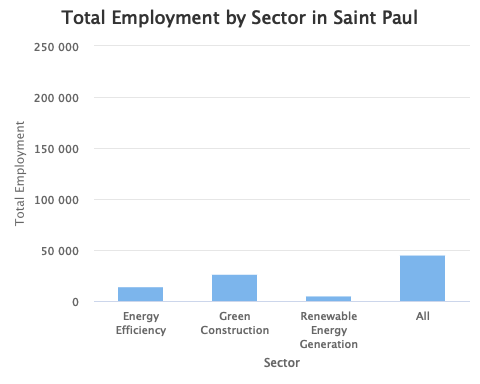 Total Employment by Sector in Saint Paul
250 000
200 000
150 000
100 000
50 000
0
Total Employment
Energy
Efficiency
Green
Construction
Renewable
Energy
Generation
All
Sector